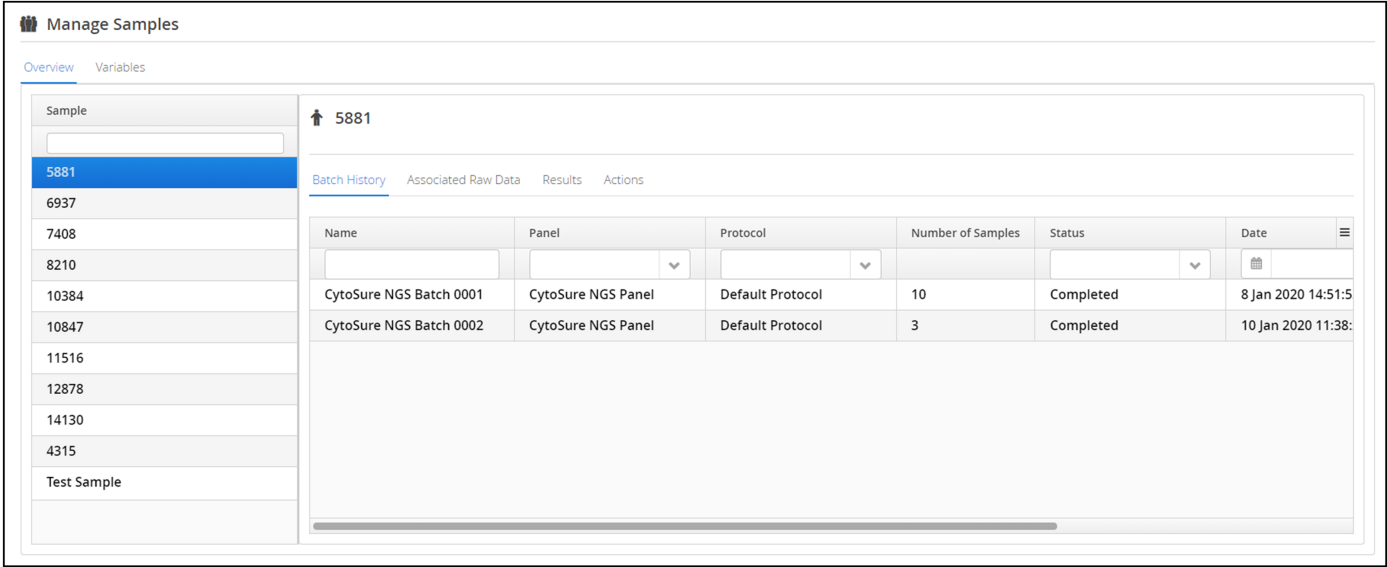 Manage Samples
Overview Variables
Sample
5881
6937
7408
8210
10384
10847
11516
12878
14130
4315
Test Sample
5881
Batch History Associated Raw Data Results Actions
Name Panel Protocol Number of Samples Status Date
CytoSure NGS Batch 0001 CytoSure NGS Panel Default Protocol 10 Completed 8 Jan 2020 14:51:5
CytoSure NGS Batch 0002 CytoSure NGS Panel Default Protocol 3 Completed 10 Jan 2020 11:38: